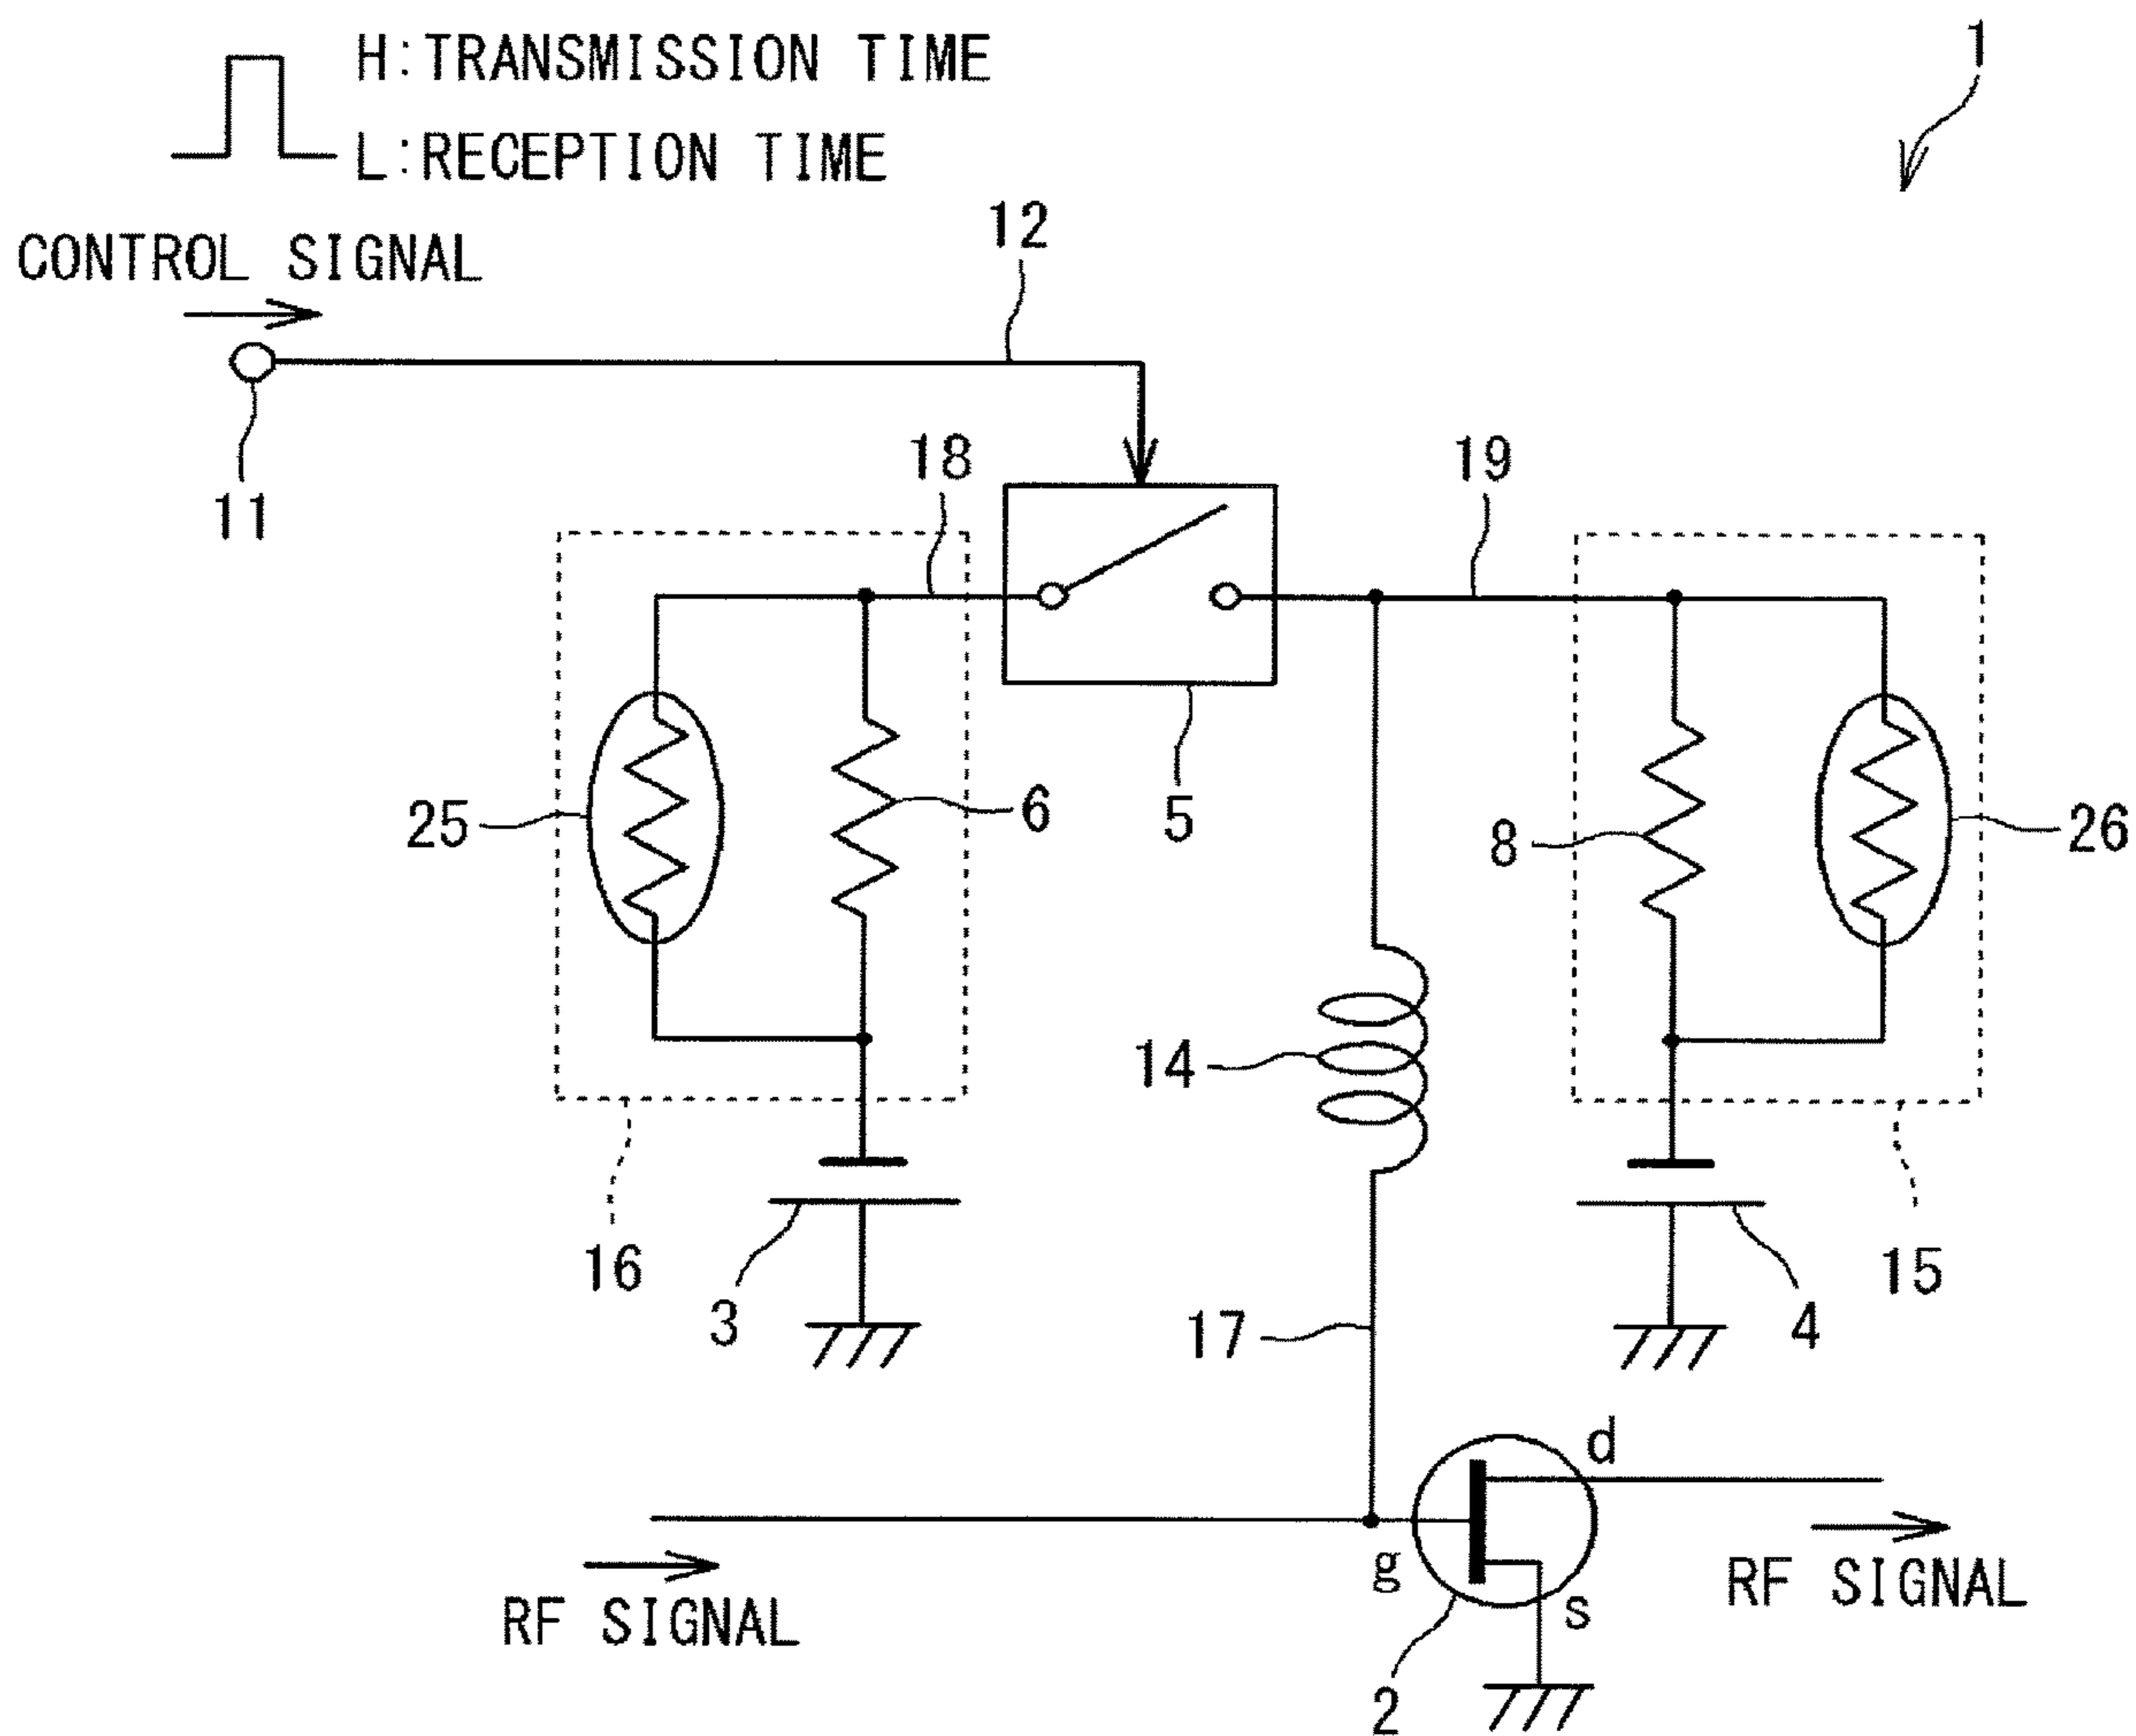 H:TRANSMISSION TIME
1
L:RECEPTION TIME
12
CONTROL SIGNAL
18
19
11
25
6
5
8
26
14
16
3
17
4
15
d
g
s
RF SIGNAL
RF SIGNAL
2